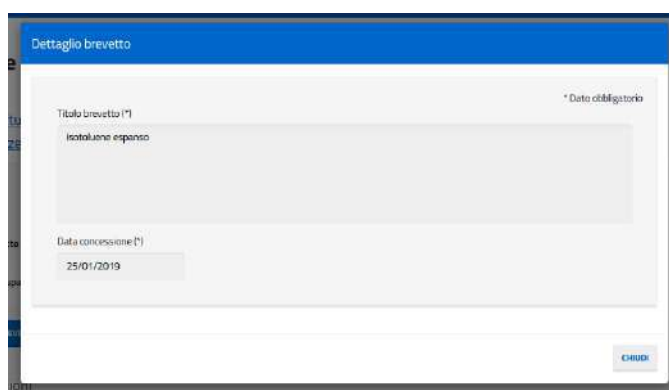 Dettaglio brevetto
* Dato obbligatorio
Titolo brevetto (*)
isotoluene espanso
Data concessione (*)
25/01/2019
CHIUDI